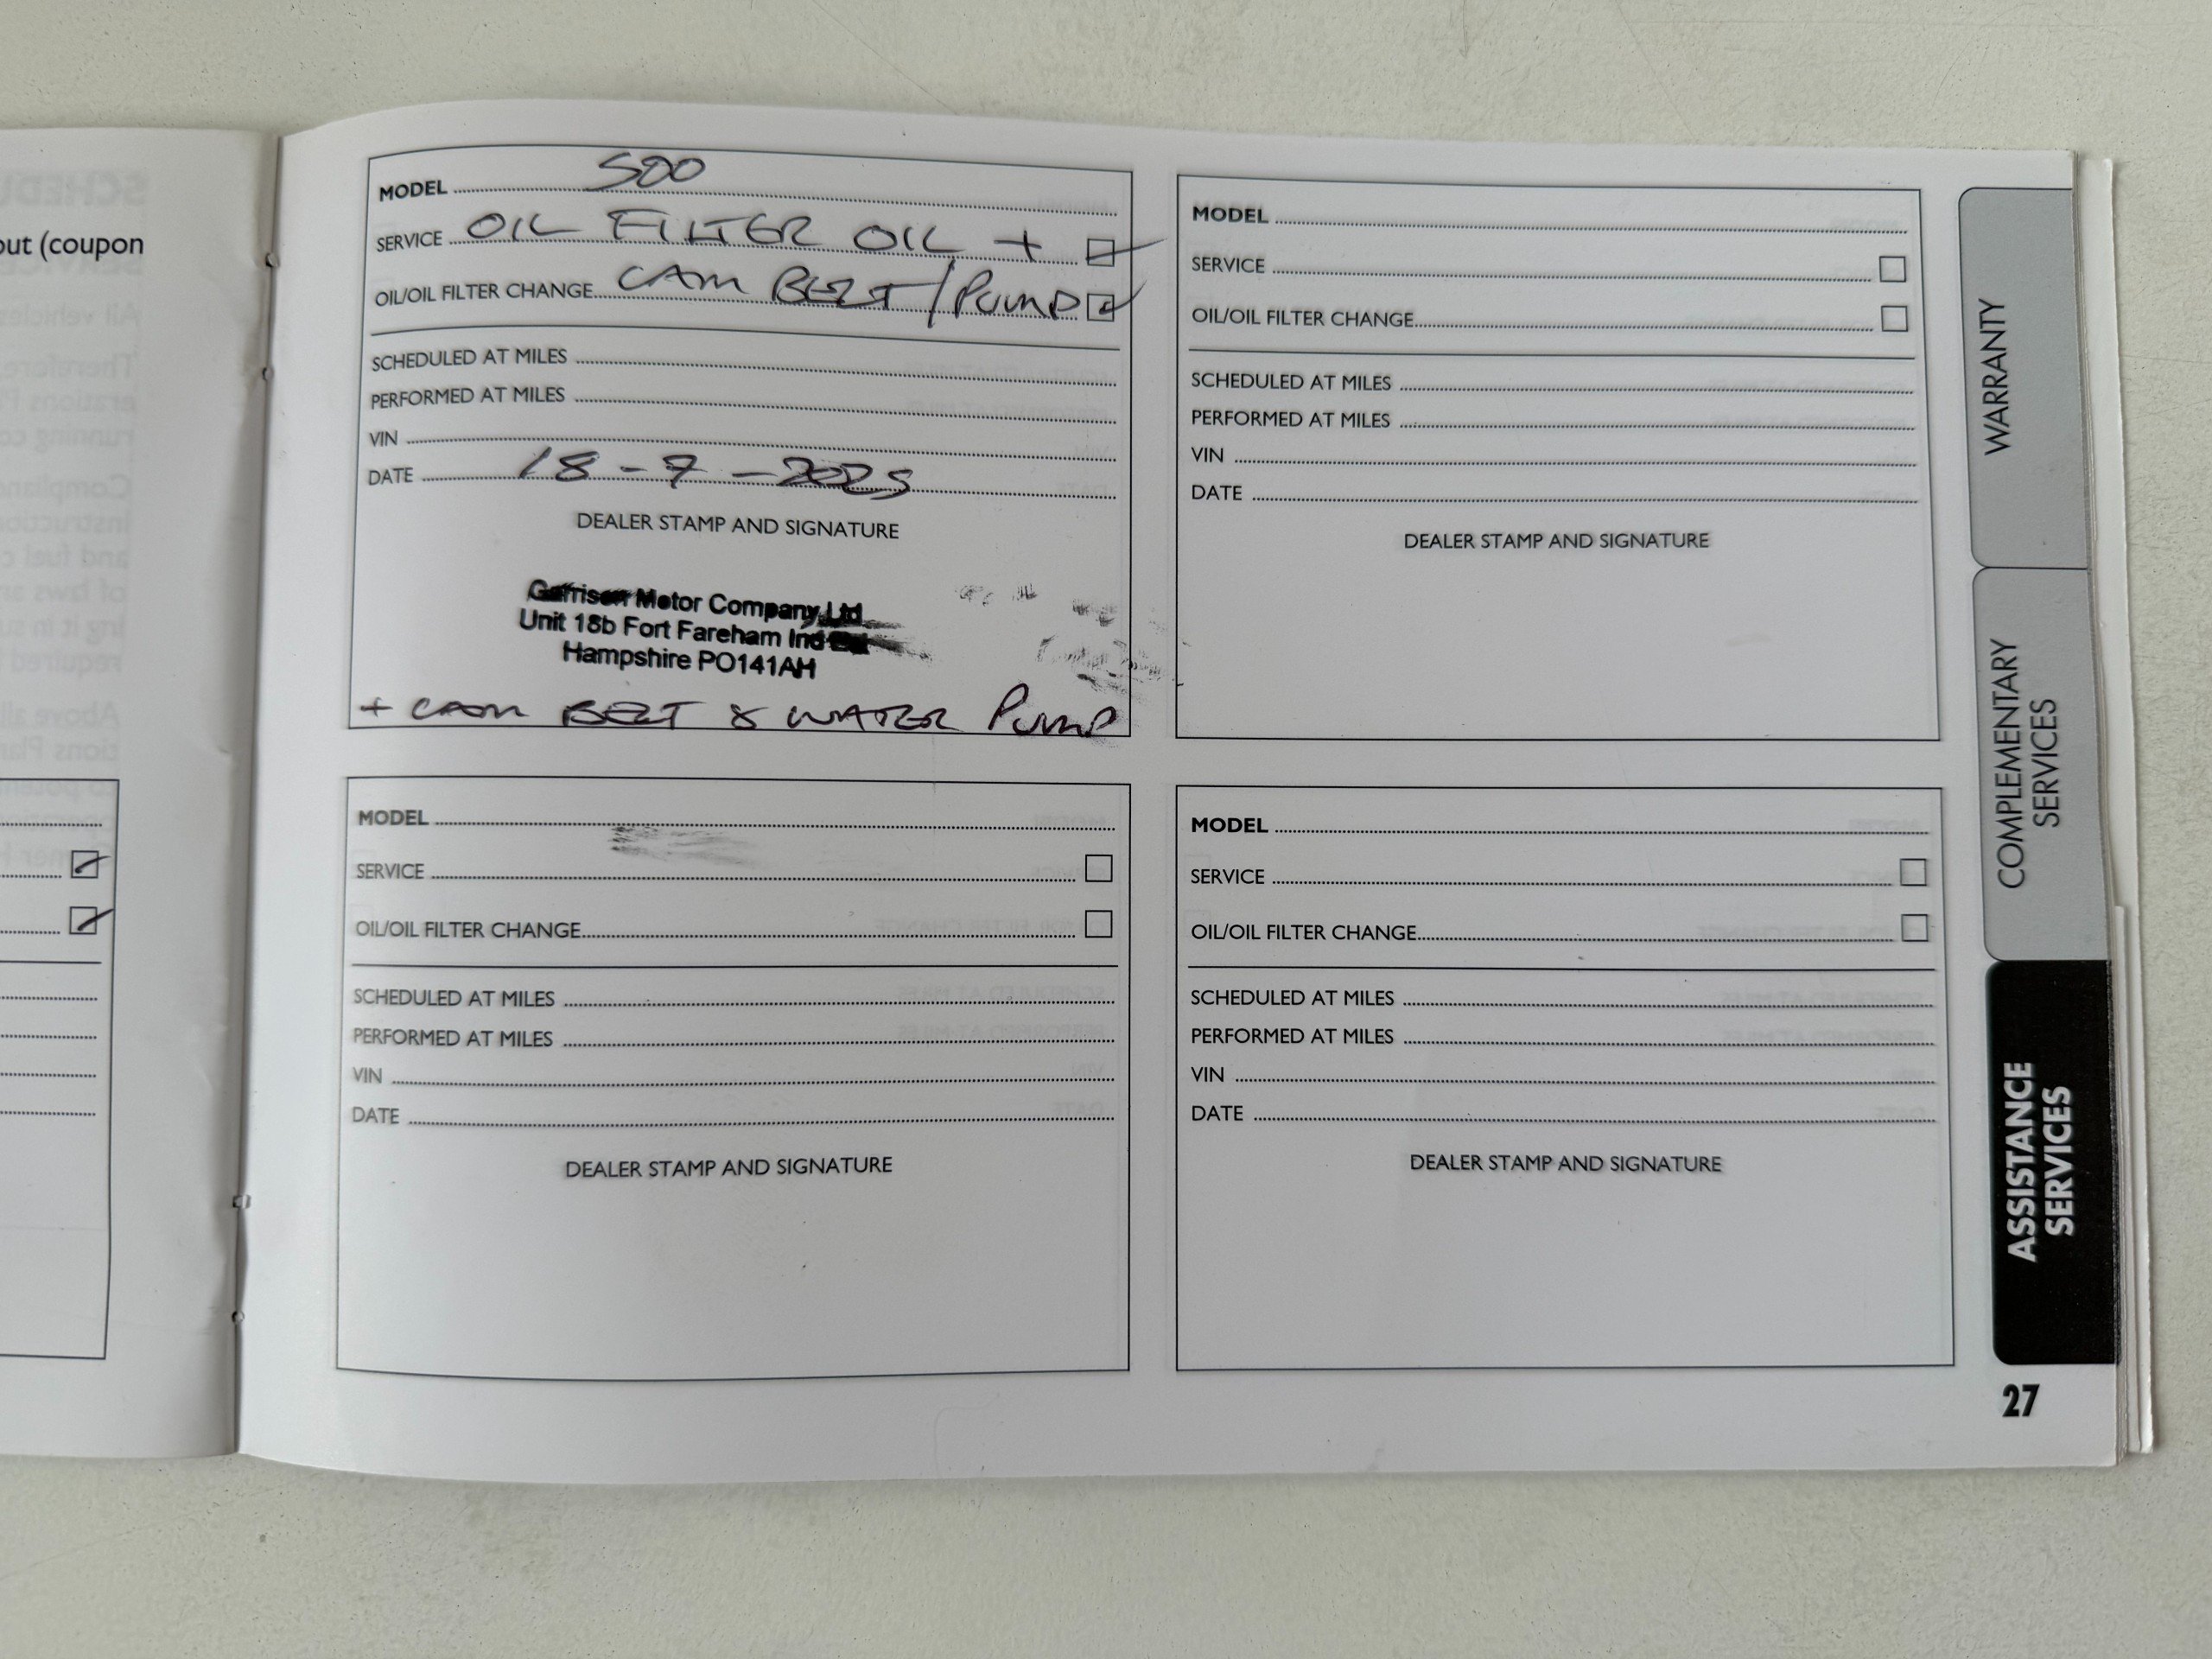 out (coupon
MODEL 500
SERVICE OIL FILTER OIL +
OIL/OIL FILTER CHANGE CAM BELT/PUMP
SCHEDULED AT MILES
PERFORMED AT MILES
VIN
DATE 18-7-2025
DEALER STAMP AND SIGNATURE
Garrison Motor Company Ltd
Unit 18b Fort Fareham Ind
Hampshire PO141AH
+ CAM BELT & WATER PUMP
MODEL
SERVICE
OIL/OIL FILTER CHANGE
SCHEDULED AT MILES
PERFORMED AT MILES
VIN
DATE
DEALER STAMP AND SIGNATURE
MODEL
SERVICE
OIL/OIL FILTER CHANGE
SCHEDULED AT MILES
PERFORMED AT MILES
VIN
DATE
DEALER STAMP AND SIGNATURE
MODEL
SERVICE
OIL/OIL FILTER CHANGE
SCHEDULED AT MILES
PERFORMED AT MILES
VIN
DATE
DEALER STAMP AND SIGNATURE
WARRANTY
COMPLEMENTARY
SERVICES
ASSISTANCE
SERVICES
27